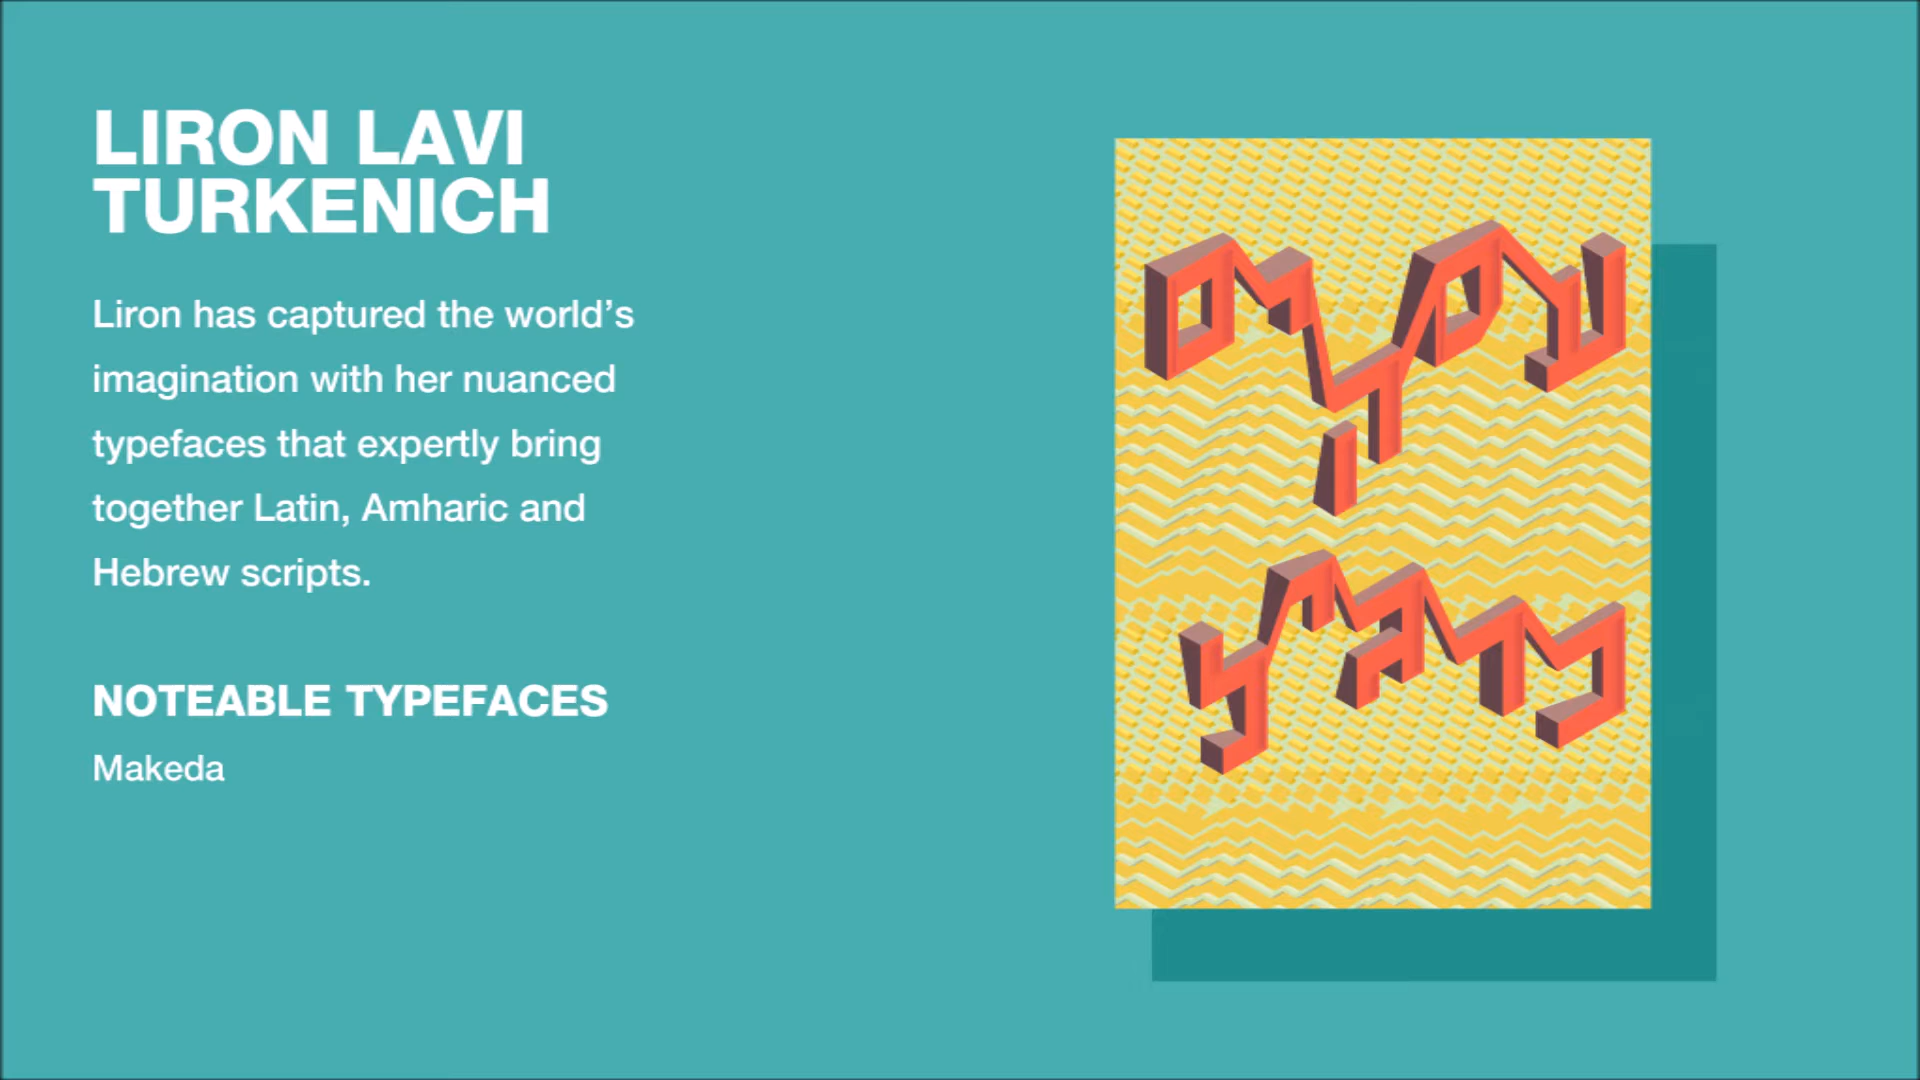 LIRON LAVI
TURKENICH
Liron has captured the world’s
imagination with her nuanced
typefaces that expertly bring
together Latin, Amharic and
Hebrew scripts.
NOTEABLE TYPEFACES
Makeda